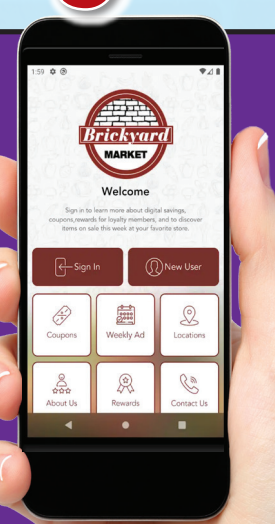 1:59
Brickyard
MARKET
Welcome
Sign in to learn more about digital savings,
coupons,rewards for loyalty members, and to discover
items on sale this week at your favorite store.
Sign In
New User
Coupons
Weekly Ad
Locations
About Us
Rewards
Contact Us